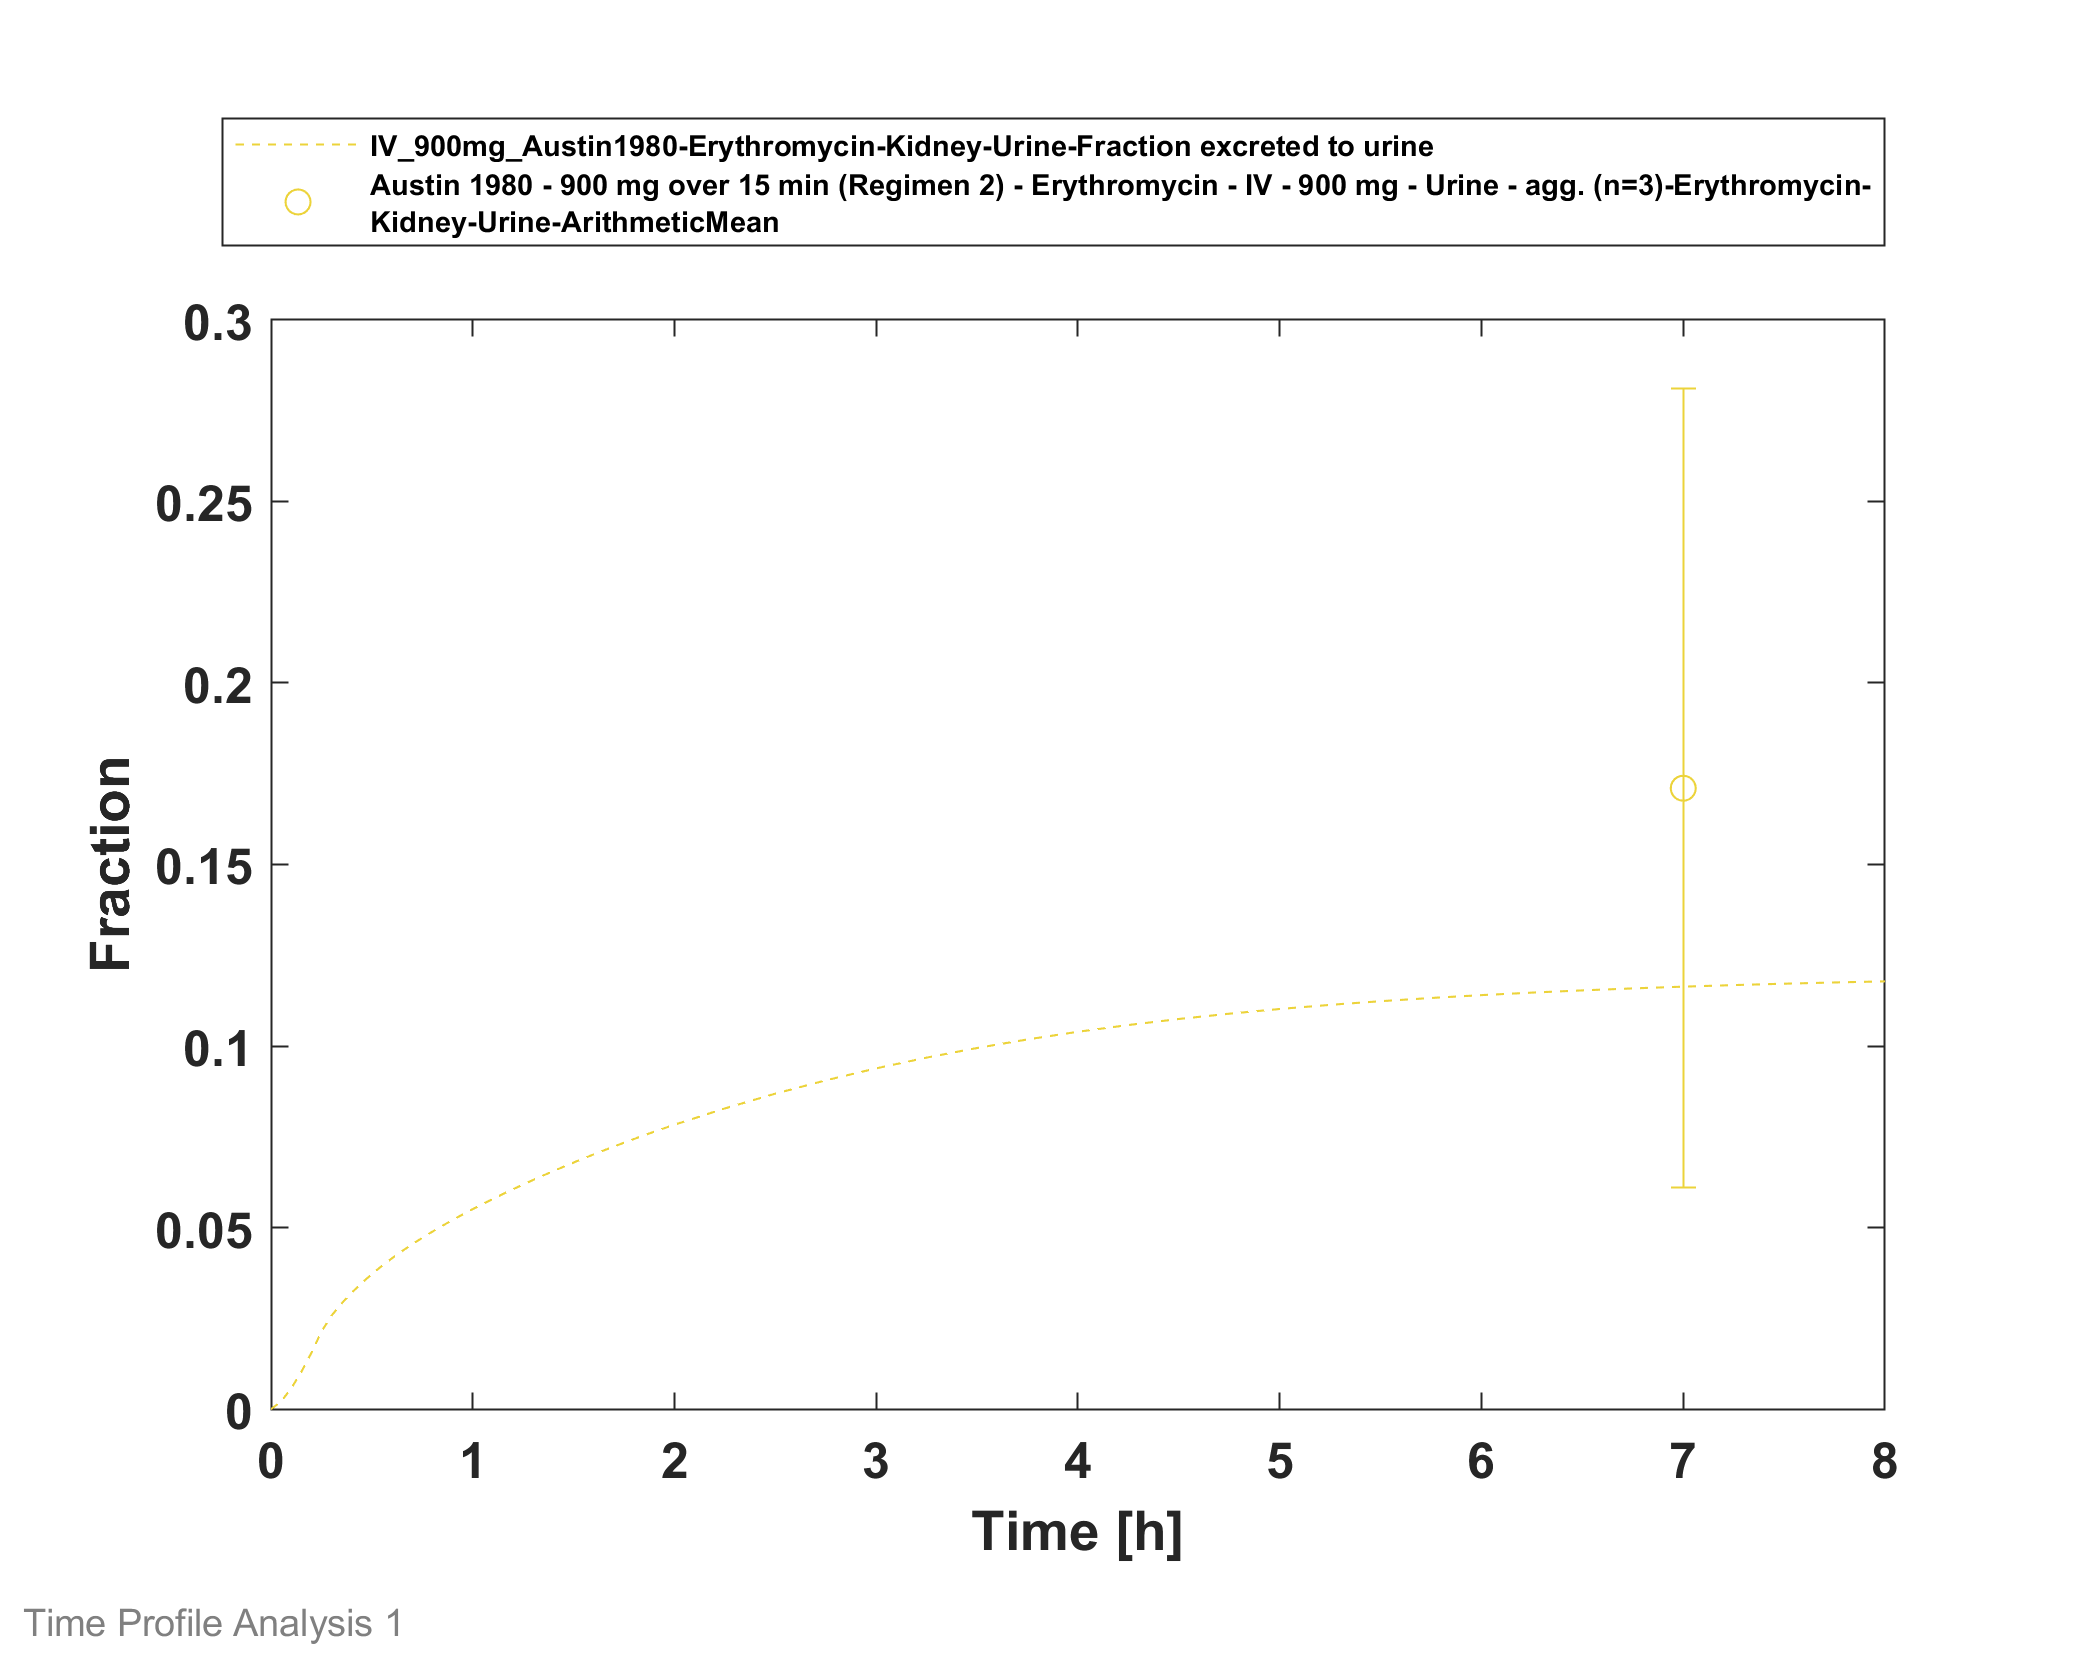 IV_900mg_Austin1980-Erythromycin-Kidney-Urine-Fraction excreted to urine
Austin 1980 - 900 mg over 15 min (Regimen 2) - Erythromycin - IV - 900 mg - Urine - agg. (n=3)-Erythromycin-
Kidney-Urine-ArithmeticMean
0.3
0.25
0.2
0.15
0.1
0.05
0
Fraction
0 1 2 3 4 5 6 7 8
Time [h]
Time Profile Analysis 1